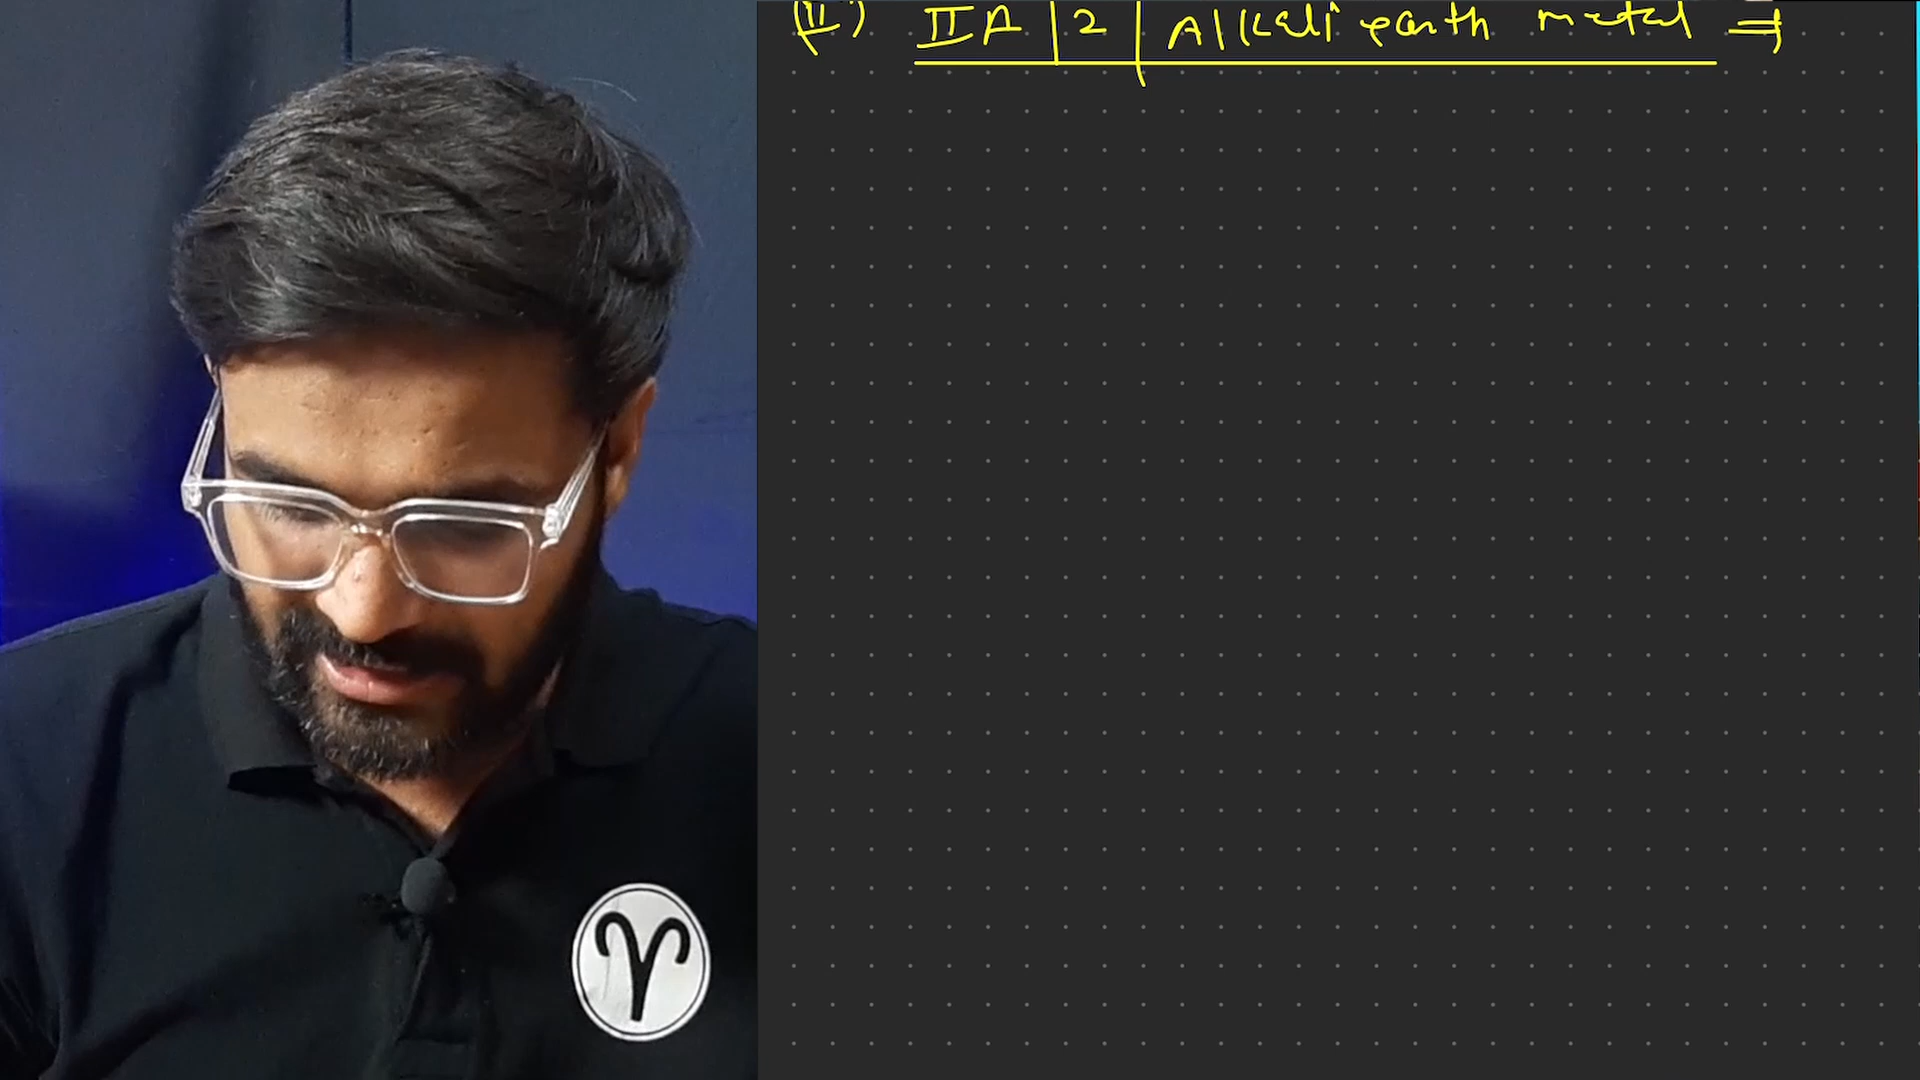 (II) IIA | 2 | Alkali earth metal ⇒